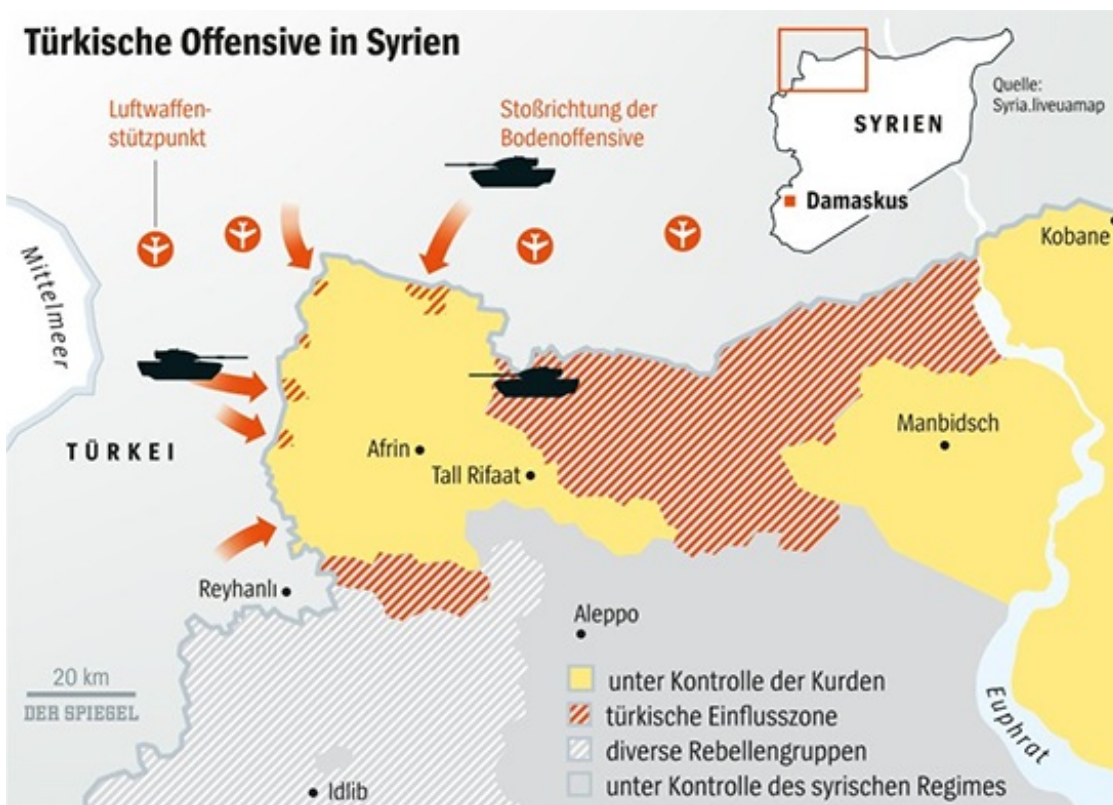 Türkische Offensive in Syrien
Luftwaffen-
stützpunkt
Stoßrichtung der
Bodenoffensive
Quelle:
Syria.liveuamap
SYRIEN
Damaskus
Kobane
Mittelmeer
TÜRKEI
Afrin
Tall Rifaat
Manbidsch
Reyhanlı
Aleppo
20 km
DER SPIEGEL
unter Kontrolle der Kurden
türkische Einflusszone
diverse Rebellengruppen
unter Kontrolle des syrischen Regimes
Euphrat
Idlib